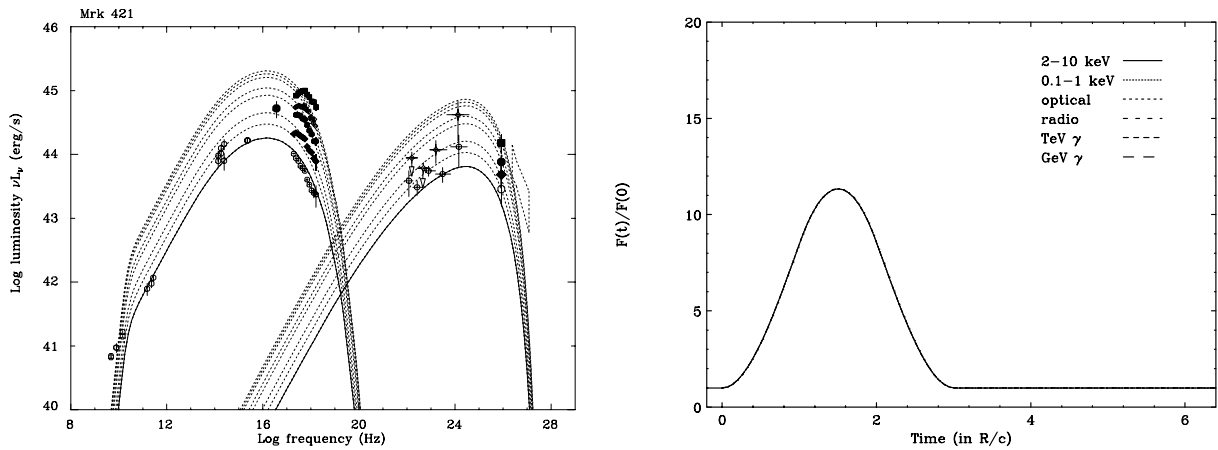 Mrk 421
46
45
44
43
42
41
40
Log luminosity νLν (erg/s)
8
12
16
20
24
28
Log frequency (Hz)
20
15
10
5
0
F(t)/F(0)
2−10 keV
0.1−1 keV
optical
radio
TeV γ
GeV γ
0
2
4
6
Time (in R/c)